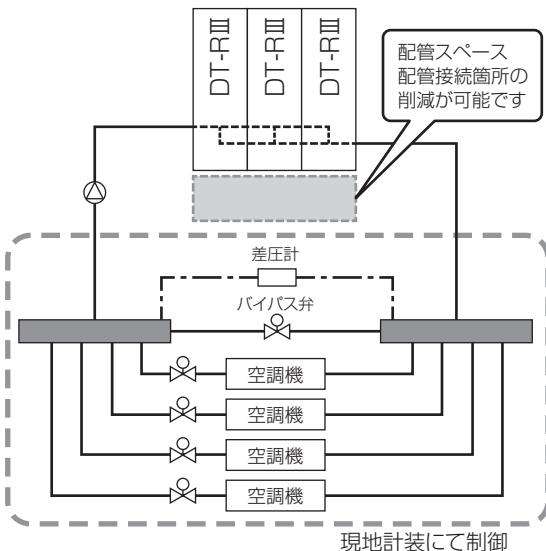 DT-RⅢ
DT-RⅢ
DT-RⅢ
配管スペース
配管接続箇所の
削減が可能です
差圧計
バイパス弁
空調機
空調機
空調機
空調機
現地計装にて制御